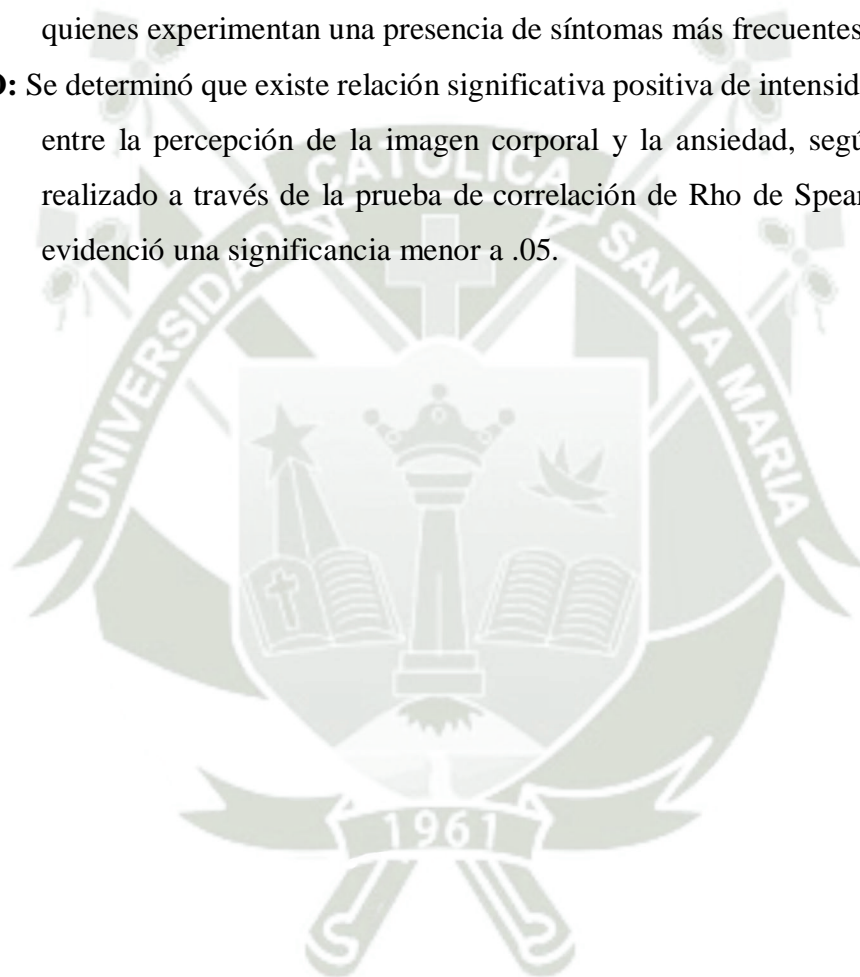 quienes experimentan una presencia de síntomas más frecuentes
: Se determinó que existe relación significativa positiva de
entre la percepción de la imagen corporal y la ansiedad,
realizado a través de la prueba de correlación de Rho de
evidenció una significancia menor a .05.
UNIVERSIDAD CATOLICA SANTA MARIA
1961